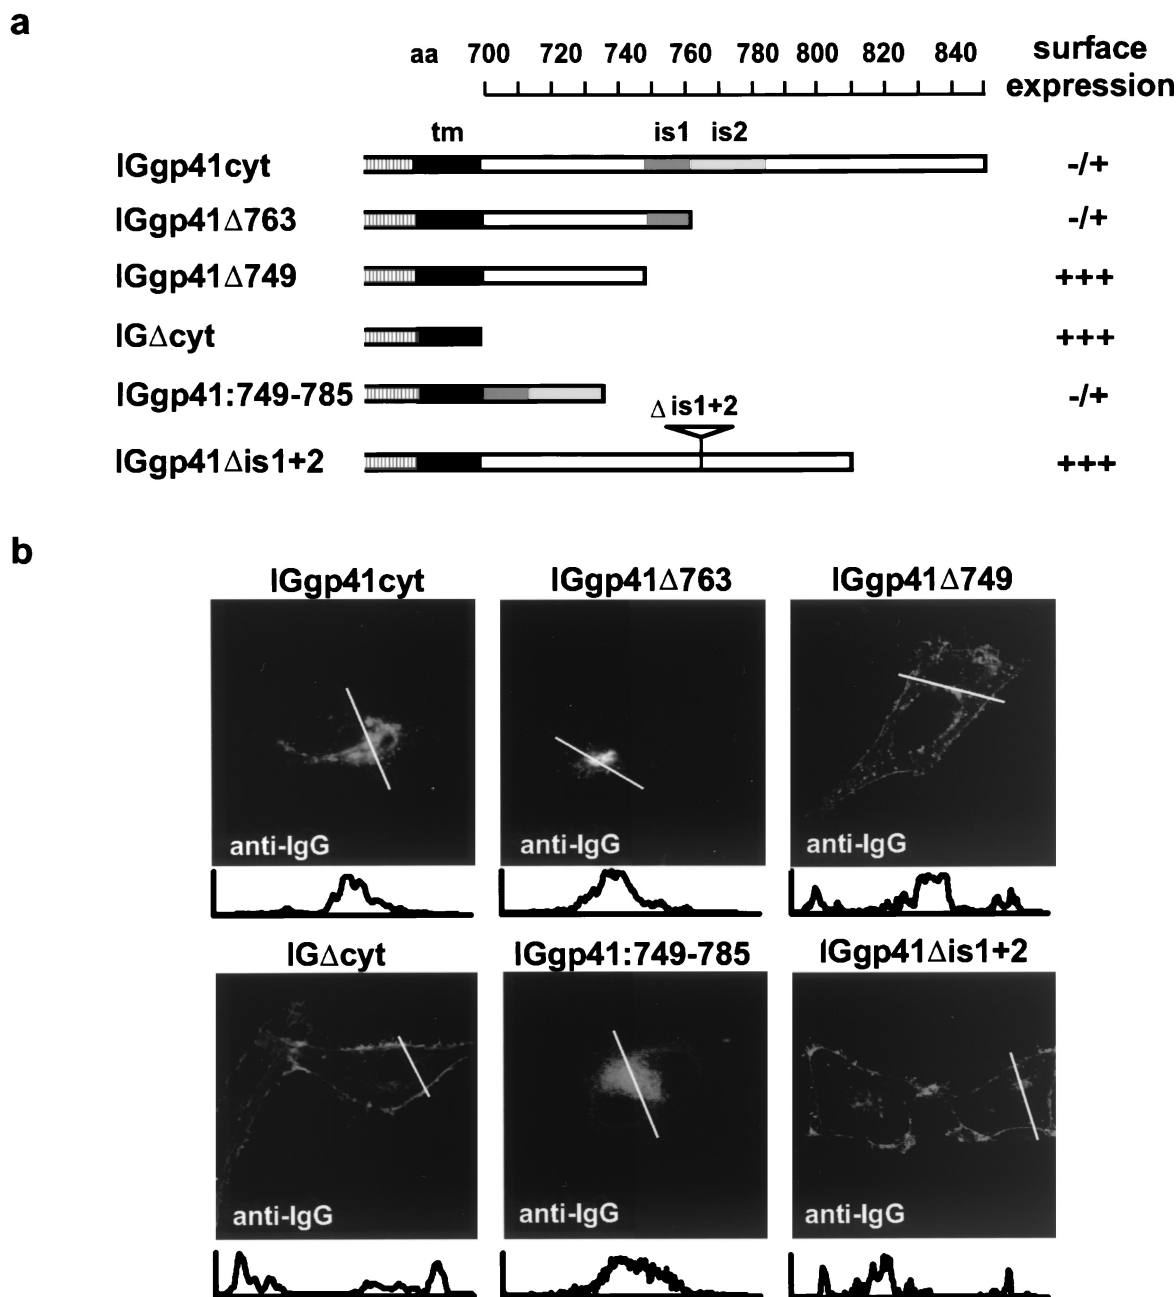 a
aa 700 720 740 760 780 800 820 840 surface expression
tm is1 is2
IGgp41cyt -/+
IGgp41Δ763 -/+
IGgp41Δ749 +++
IGΔcyt +++
IGgp41:749-785 -/+
Δ is1+2
IGgp41Δis1+2 +++
b
IGgp41cyt IGgp41Δ763 IGgp41Δ749
anti-IgG anti-IgG anti-IgG
IGΔcyt IGgp41:749-785 IGgp41Δis1+2
anti-IgG anti-IgG anti-IgG